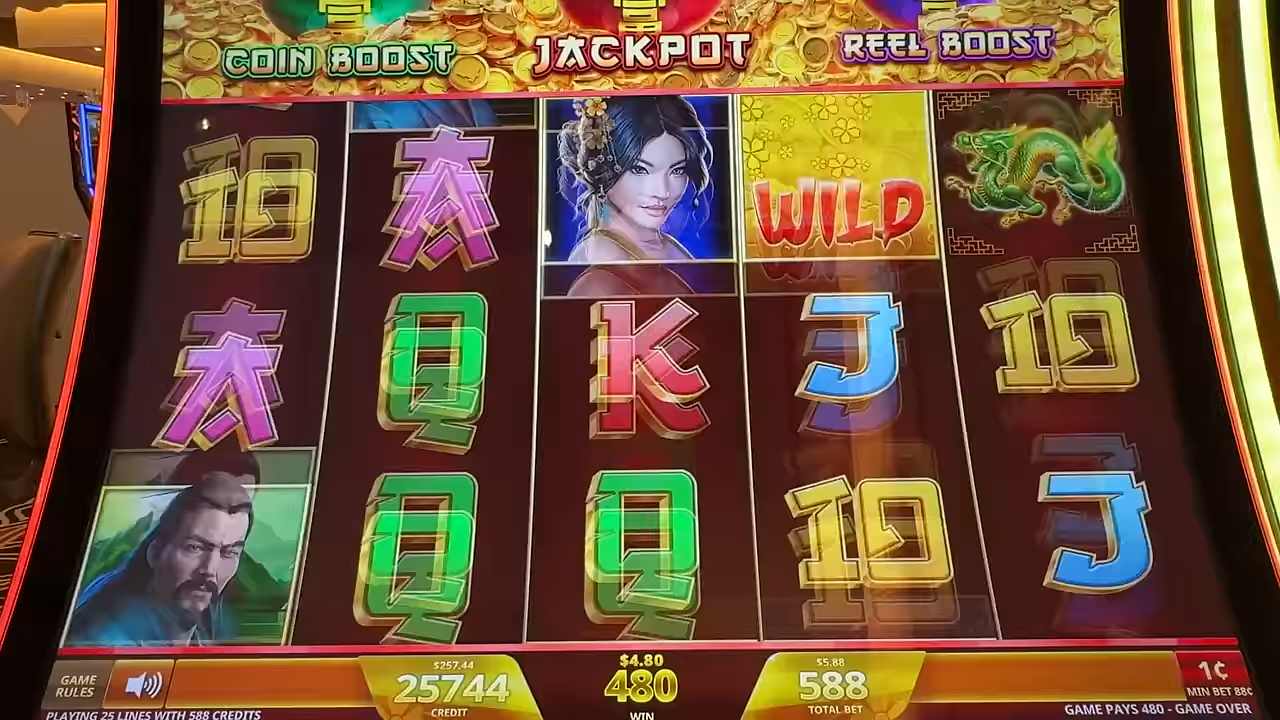 COIN BOOST
JACKPOT
REEL BOOST
10
A
WILD
A
Q
K
J
10
Q
Q
10
J
GAME RULES
$257.44
25744
CREDIT
$4.80
480
WIN
$5.88
588
TOTAL BET
1¢
MIN BET 88¢
PLAYING 25 LINES WITH 588 CREDITS
GAME PAYS 480 - GAME OVER